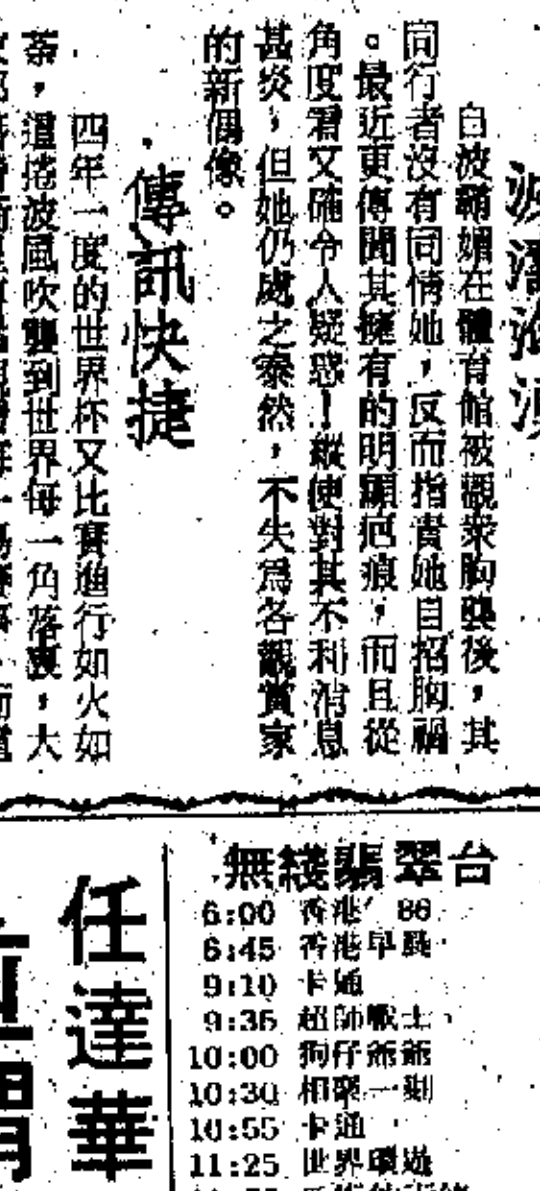 自波霸媚在體育館被觀衆胸襲後，其
同行者沒有同情她，反而指責她自招胸禍
。最近更傳聞其擁有的明顯疤痕，而且從
角度看又確令人疑惑！縱使對其不利消息
甚炎，但她仍處之泰然，不失爲各觀賞家
的新偶像。
傳訊快捷
四年一度的世界杯又比賽進行如火如
荼，這捲波風吹襲到世界每一角落裏，大
無綫翡翠台
6:00 香港' 86
6:45 香港早晨
9:10 卡通
9:35 超師戰士
10:00 狗仔爺爺
10:30 相聚一刻
10:55 卡通
11:25 世界環遊
任達華